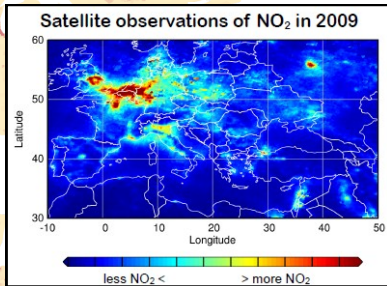 Satellite observations of NO₂ in 2009
60
50
40
30
Latitude
-10 0 10 20 30 40 50
Longitude
less NO₂ < > more NO₂